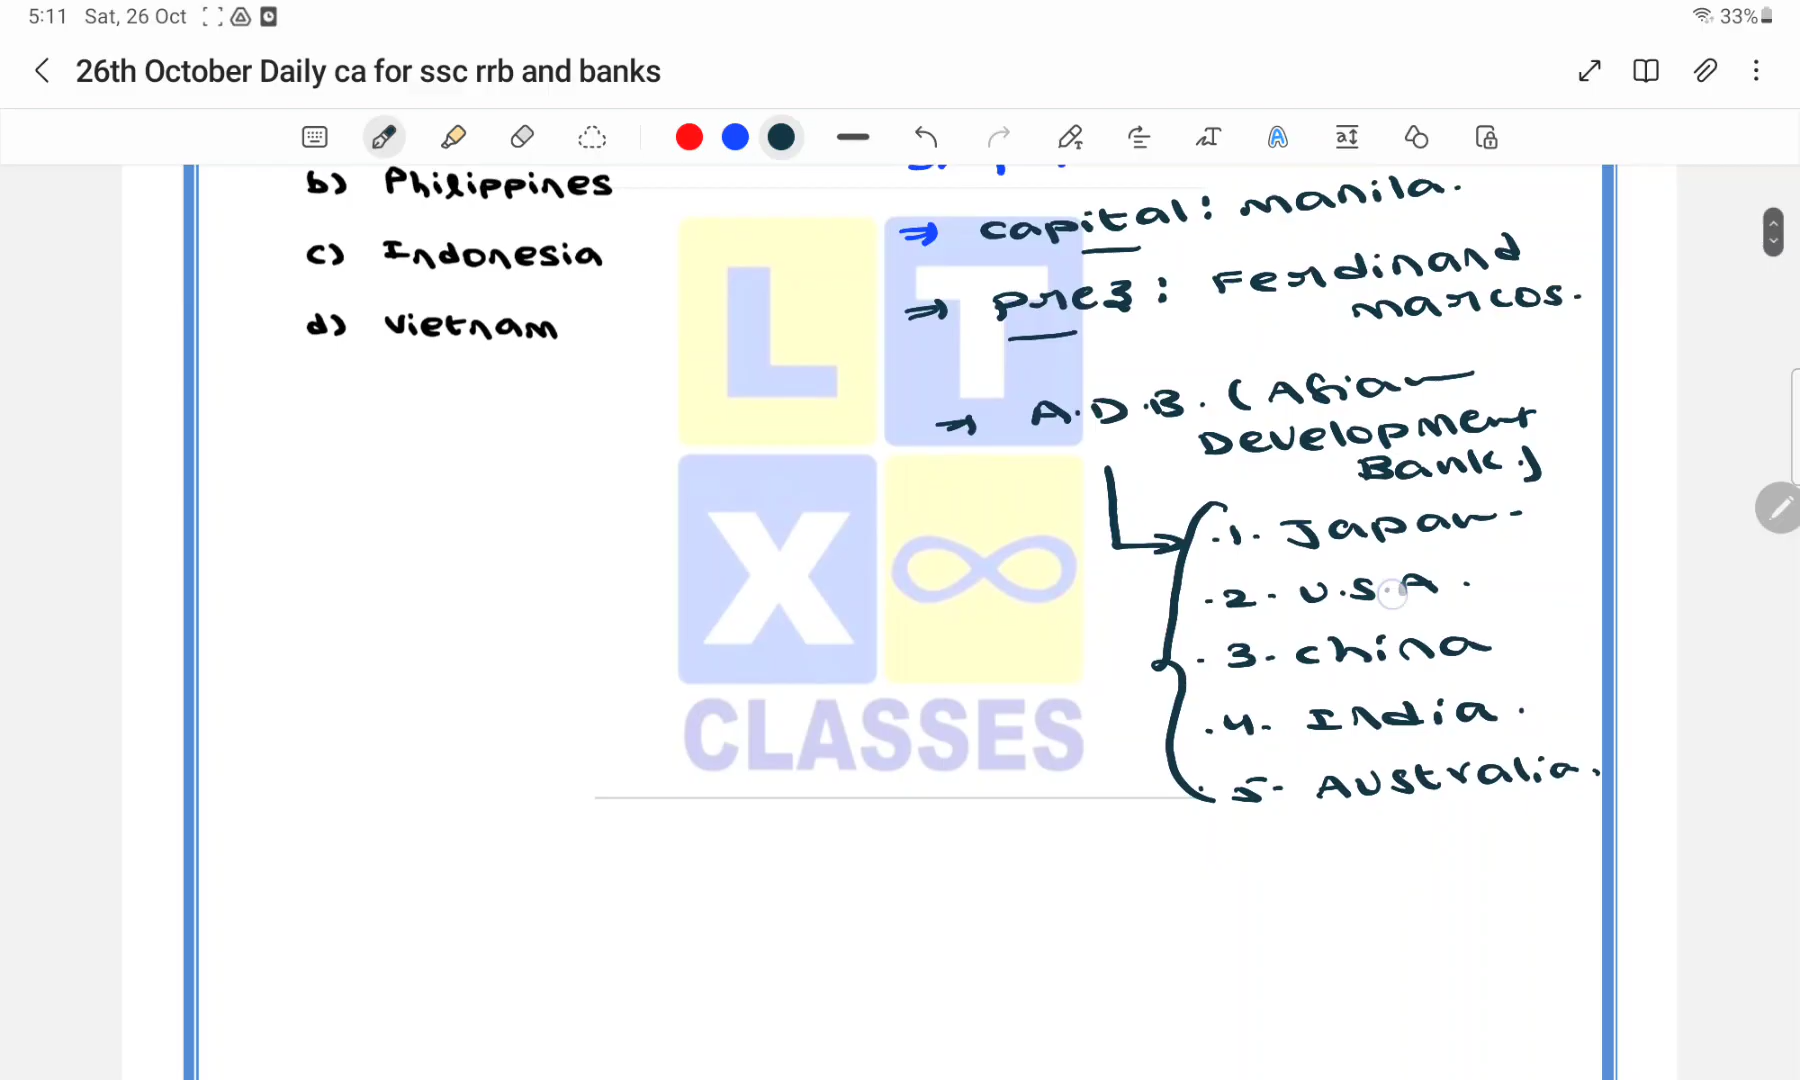 5:11 Sat, 26 Oct
33%
26th October Daily ca for ssc rrb and banks
b) Philippines
c) Indonesia
d) Vietnam
⇒ capital: manila.
⇒ prez: Ferdinand
marcos.
→ A.D.B. (Asian
Development
Bank)
1. Japan
2. U.S.A.
3. china
4. India.
5. Australia.
L T
X ∞
CLASSES